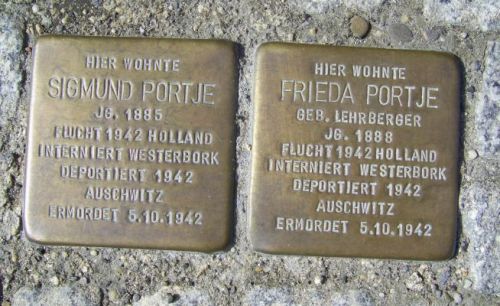 HIER WOHNTE
SIGMUND PORTJE
JG. 1885
FLUCHT 1942 HOLLAND
INTERNIERT WESTERBORK
DEPORTIERT 1942
AUSCHWITZ
ERMORDET 5.10.1942
HIER WOHNTE
FRIEDA PORTJE
GEB. LEHRBERGER
JG. 1888
FLUCHT 1942 HOLLAND
INTERNIERT WESTERBORK
DEPORTIERT 1942
AUSCHWITZ
ERMORDET 5.10.1942